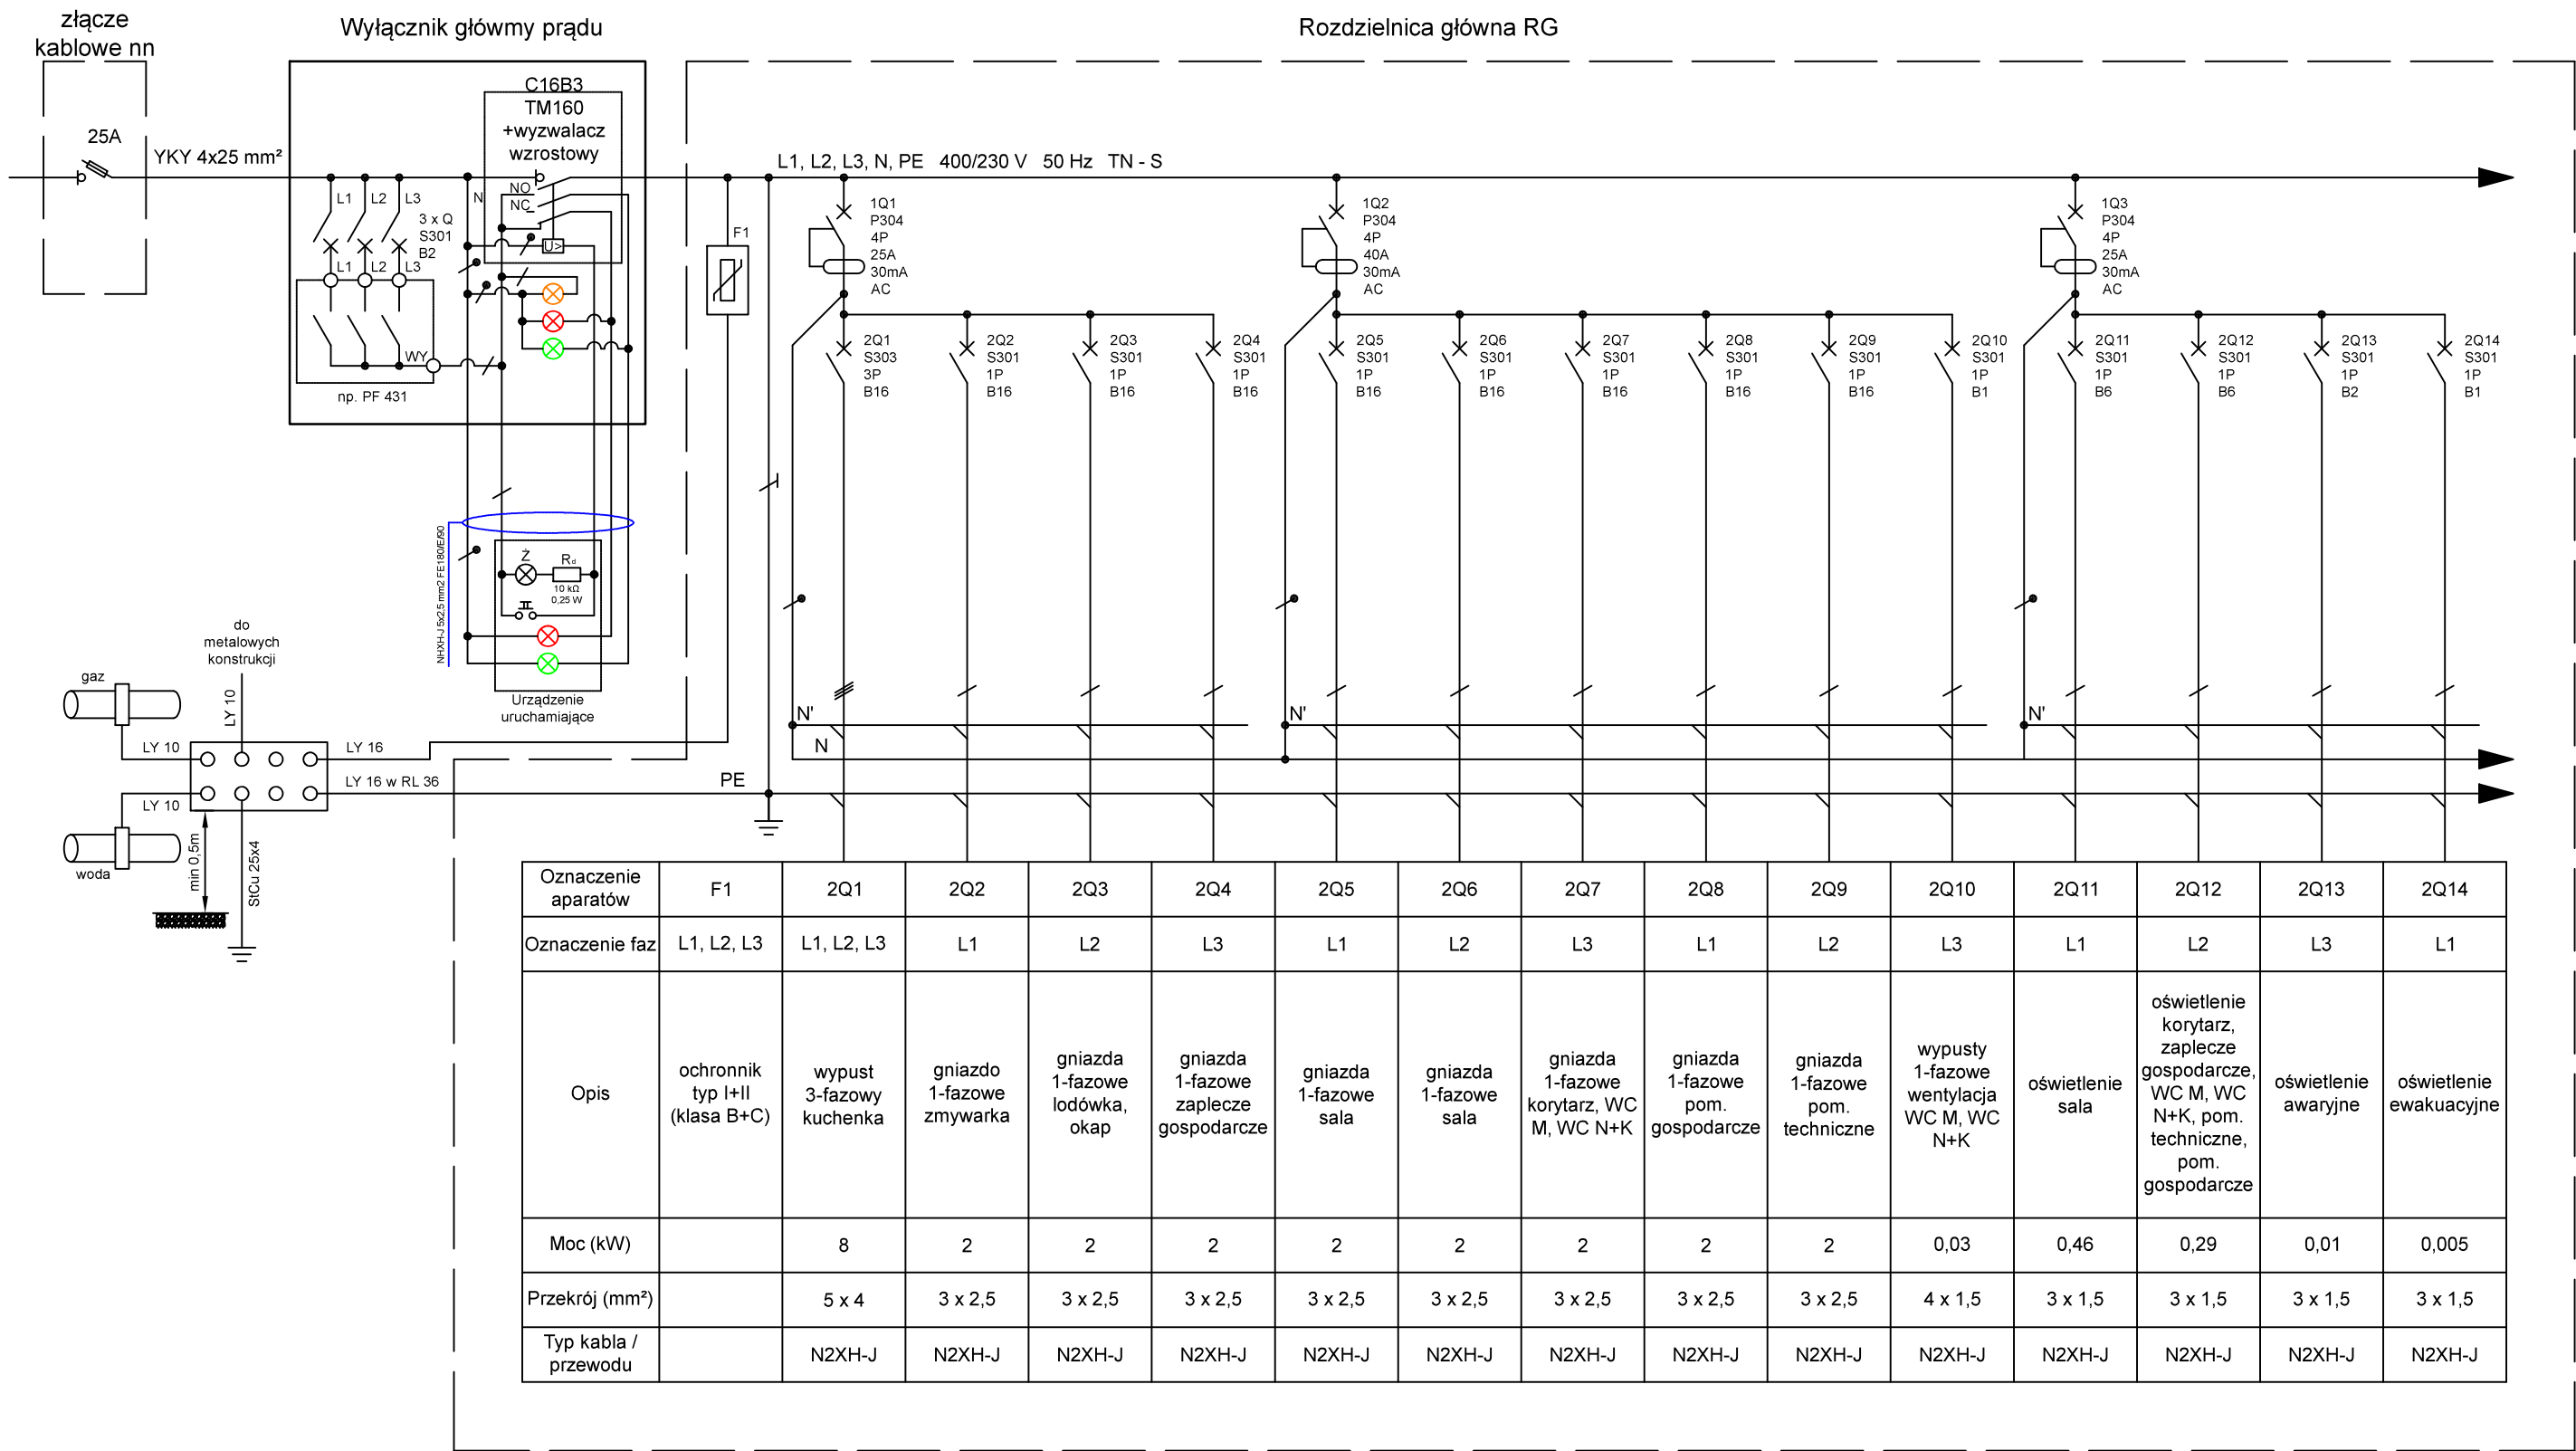 złącze
kablowe nn
Wyłącznik główmy prądu
Rozdzielnica główna RG
25A
YKY 4x25 mm²
C16B3
TM160
+wyzwalacz
wzrostowy
NO
NC
U>
N
L1
L2
L3
3 x Q
S301
B2
L1
L2
L3
WY
np. PF 431
L1, L2, L3, N, PE 400/230 V 50 Hz TN - S
F1
1Q1
P304
4P
25A
30mA
AC
1Q2
P304
4P
40A
30mA
AC
1Q3
P304
4P
25A
30mA
AC
2Q1
S303
3P
B16
2Q2
S301
1P
B16
2Q3
S301
1P
B16
2Q4
S301
1P
B16
2Q5
S301
1P
B16
2Q6
S301
1P
B16
2Q7
S301
1P
B16
2Q8
S301
1P
B16
2Q9
S301
1P
B16
2Q10
S301
1P
B1
2Q11
S301
1P
B6
2Q12
S301
1P
B6
2Q13
S301
1P
B2
2Q14
S301
1P
B1
NHXH-J 5x2,5 mm2 FE180/E/90
Ż
Rd
10 kΩ
0,25 W
Urządzenie
uruchamiające
do
metalowych
konstrukcji
gaz
LY 10
LY 10
LY 16
LY 16 w RL 36
LY 10
woda
min 0,5m
StCu 25x4
N'
N'
N'
N
PE
Oznaczenie
aparatów
F1
2Q1
2Q2
2Q3
2Q4
2Q5
2Q6
2Q7
2Q8
2Q9
2Q10
2Q11
2Q12
2Q13
2Q14
Oznaczenie faz
L1, L2, L3
L1, L2, L3
L1
L2
L3
L1
L2
L3
L1
L2
L3
L1
L2
L3
L1
Opis
ochronnik
typ I+II
(klasa B+C)
wypust
3-fazowy
kuchenka
gniazdo
1-fazowe
zmywarka
gniazda
1-fazowe
lodówka,
okap
gniazda
1-fazowe
zaplecze
gospodarcze
gniazda
1-fazowe
sala
gniazda
1-fazowe
sala
gniazda
1-fazowe
korytarz, WC
M, WC N+K
gniazda
1-fazowe
pom.
gospodarcze
gniazda
1-fazowe
pom.
techniczne
wypusty
1-fazowe
wentylacja
WC M, WC
N+K
oświetlenie
sala
oświetlenie
korytarz,
zaplecze
gospodarcze,
WC M, WC
N+K, pom.
techniczne,
pom.
gospodarcze
oświetlenie
awaryjne
oświetlenie
ewakuacyjne
Moc (kW)
8
2
2
2
2
2
2
2
2
0,03
0,46
0,29
0,01
0,005
Przekrój (mm²)
5 x 4
3 x 2,5
3 x 2,5
3 x 2,5
3 x 2,5
3 x 2,5
3 x 2,5
3 x 2,5
3 x 2,5
4 x 1,5
3 x 1,5
3 x 1,5
3 x 1,5
3 x 1,5
Typ kabla /
przewodu
N2XH-J
N2XH-J
N2XH-J
N2XH-J
N2XH-J
N2XH-J
N2XH-J
N2XH-J
N2XH-J
N2XH-J
N2XH-J
N2XH-J
N2XH-J
N2XH-J